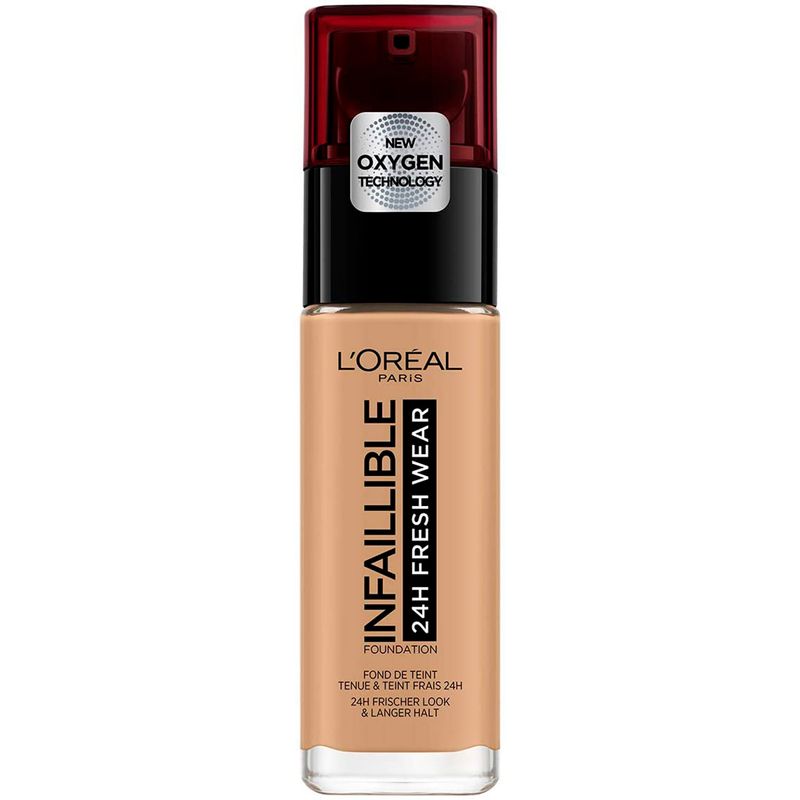 NEW
OXYGEN
TECHNOLOGY
L'ORÉAL
PARiS
INFAILLIBLE
24H FRESH WEAR
FOUNDATION
FOND DE TEINT
TENUE & TEINT FRAIS 24H
24H FRISCHER LOOK
& LANGER HALT